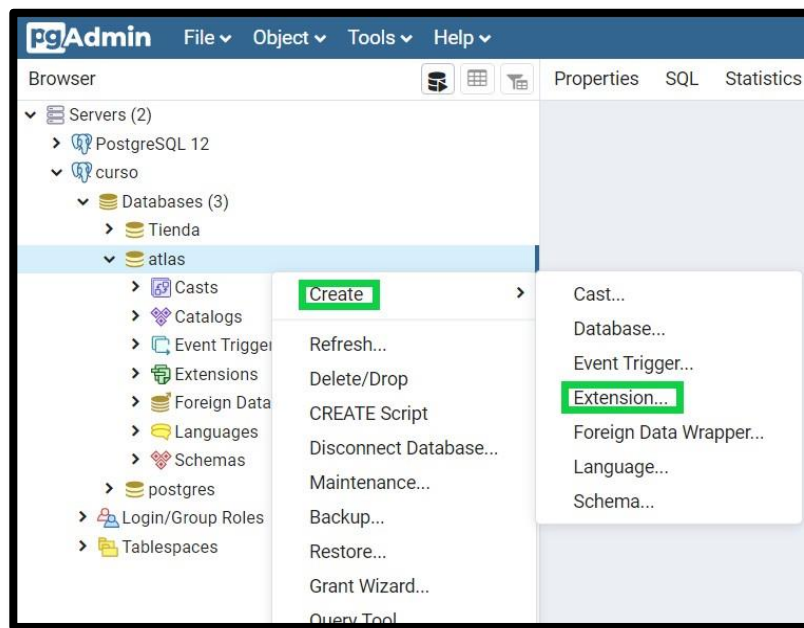 pgAdmin File Object Tools Help
Browser Properties SQL Statistics
Servers (2)
PostgreSQL 12
curso
Databases (3)
Tienda
atlas
Casts
Catalogs
Event Trigger
Extensions
Foreign Data
Languages
Schemas
postgres
Login/Group Roles
Tablespaces
Create
Refresh...
Delete/Drop
CREATE Script
Disconnect Database...
Maintenance...
Backup...
Restore...
Grant Wizard...
Query Tool
Cast...
Database...
Event Trigger...
Extension...
Foreign Data Wrapper...
Language...
Schema...